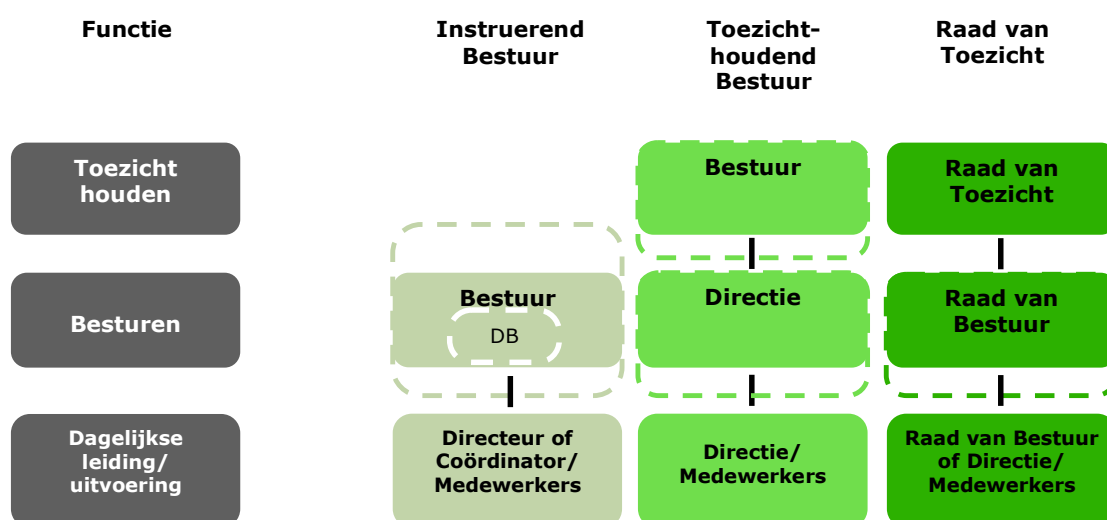 Functie
Instruerend
Bestuur
Toezicht-
houdend
Bestuur
Raad van
Toezicht
Toezicht
houden
Bestuur
Raad van
Toezicht
Besturen
Bestuur
DB
Directie
Raad van
Bestuur
Dagelijkse
leiding/
uitvoering
Directeur of
Coördinator/
Medewerkers
Directie/
Medewerkers
Raad van Bestuur
of Directie/
Medewerkers